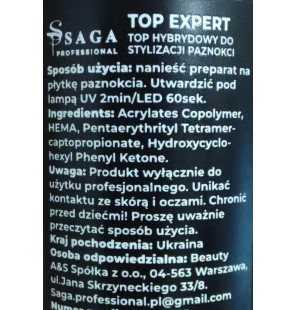 SSAGA
PROFESSIONAL
TOP EXPERT
TOP HYBRYDOWY DO
STYLIZACJI PAZNOKCI
Sposób użycia: nanieść preparat na
płytkę paznokcia. Utwardzić pod
lampą UV 2min/LED 60sek.
Ingredients: Acrylates Copolymer,
HEMA, Pentaerythrityl Tetramer-
captopropionate, Hydroxycyclo-
hexyl Phenyl Ketone.
Uwaga: Produkt wyłącznie do
użytku profesjonalnego. Unikać
kontaktu ze skórą i oczami. Chronić
przed dziećmi! Proszę uważnie
przeczytać sposób użycia.
Kraj pochodzenia: Ukraina
Osoba odpowiedzialna: Beauty
A&S Spółka z o.o., 04-563 Warszawa,
ul.Jana Skrzyneckiego 33/8.
Saga.professional.pl@gmail.com
Numer